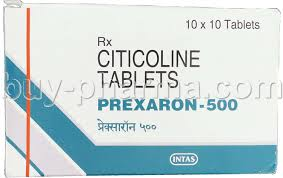 10 x 10 Tablets
Rx
CITICOLINE
TABLETS
buy-pharma.com
PREXARON-500
प्रेक्सारॉन ५००
INTAS